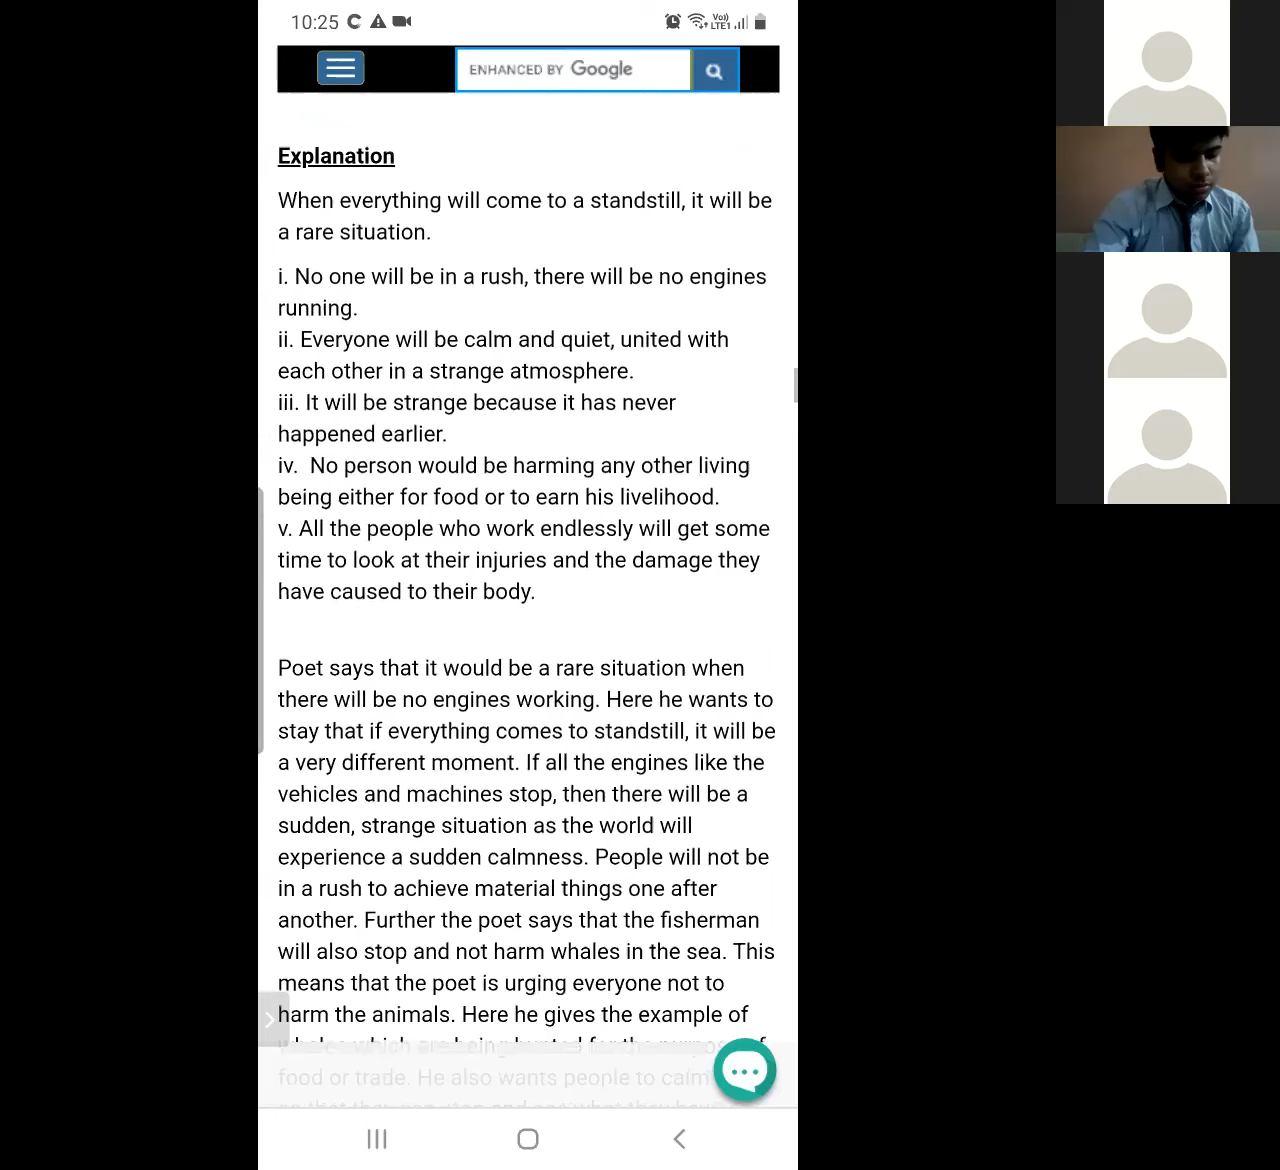 10:25
Vo))
LTE1
ENHANCED BY Google
Explanation
When everything will come to a standstill, it will be
a rare situation.
i. No one will be in a rush, there will be no engines
running.
ii. Everyone will be calm and quiet, united with
each other in a strange atmosphere.
iii. It will be strange because it has never
happened earlier.
iv. No person would be harming any other living
being either for food or to earn his livelihood.
v. All the people who work endlessly will get some
time to look at their injuries and the damage they
have caused to their body.
Poet says that it would be a rare situation when
there will be no engines working. Here he wants to
stay that if everything comes to standstill, it will be
a very different moment. If all the engines like the
vehicles and machines stop, then there will be a
sudden, strange situation as the world will
experience a sudden calmness. People will not be
in a rush to achieve material things one after
another. Further the poet says that the fisherman
will also stop and not harm whales in the sea. This
means that the poet is urging everyone not to
harm the animals. Here he gives the example of
whales which are being hunted for the purpose of
food or trade. He also wants people to calm